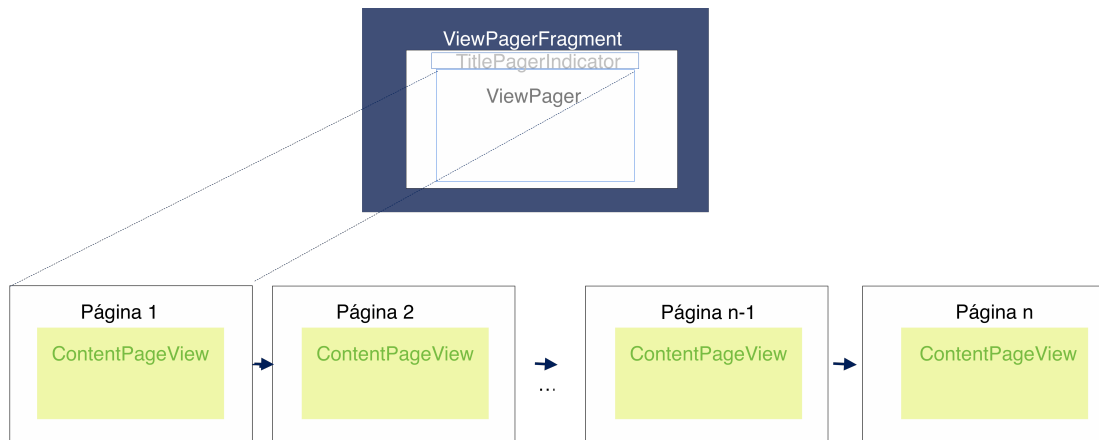 ViewPagerFragment
TitlePagerIndicator
ViewPager
Página 1
Página 2
Página n-1
Página n
ContentPageView
ContentPageView
ContentPageView
ContentPageView
...